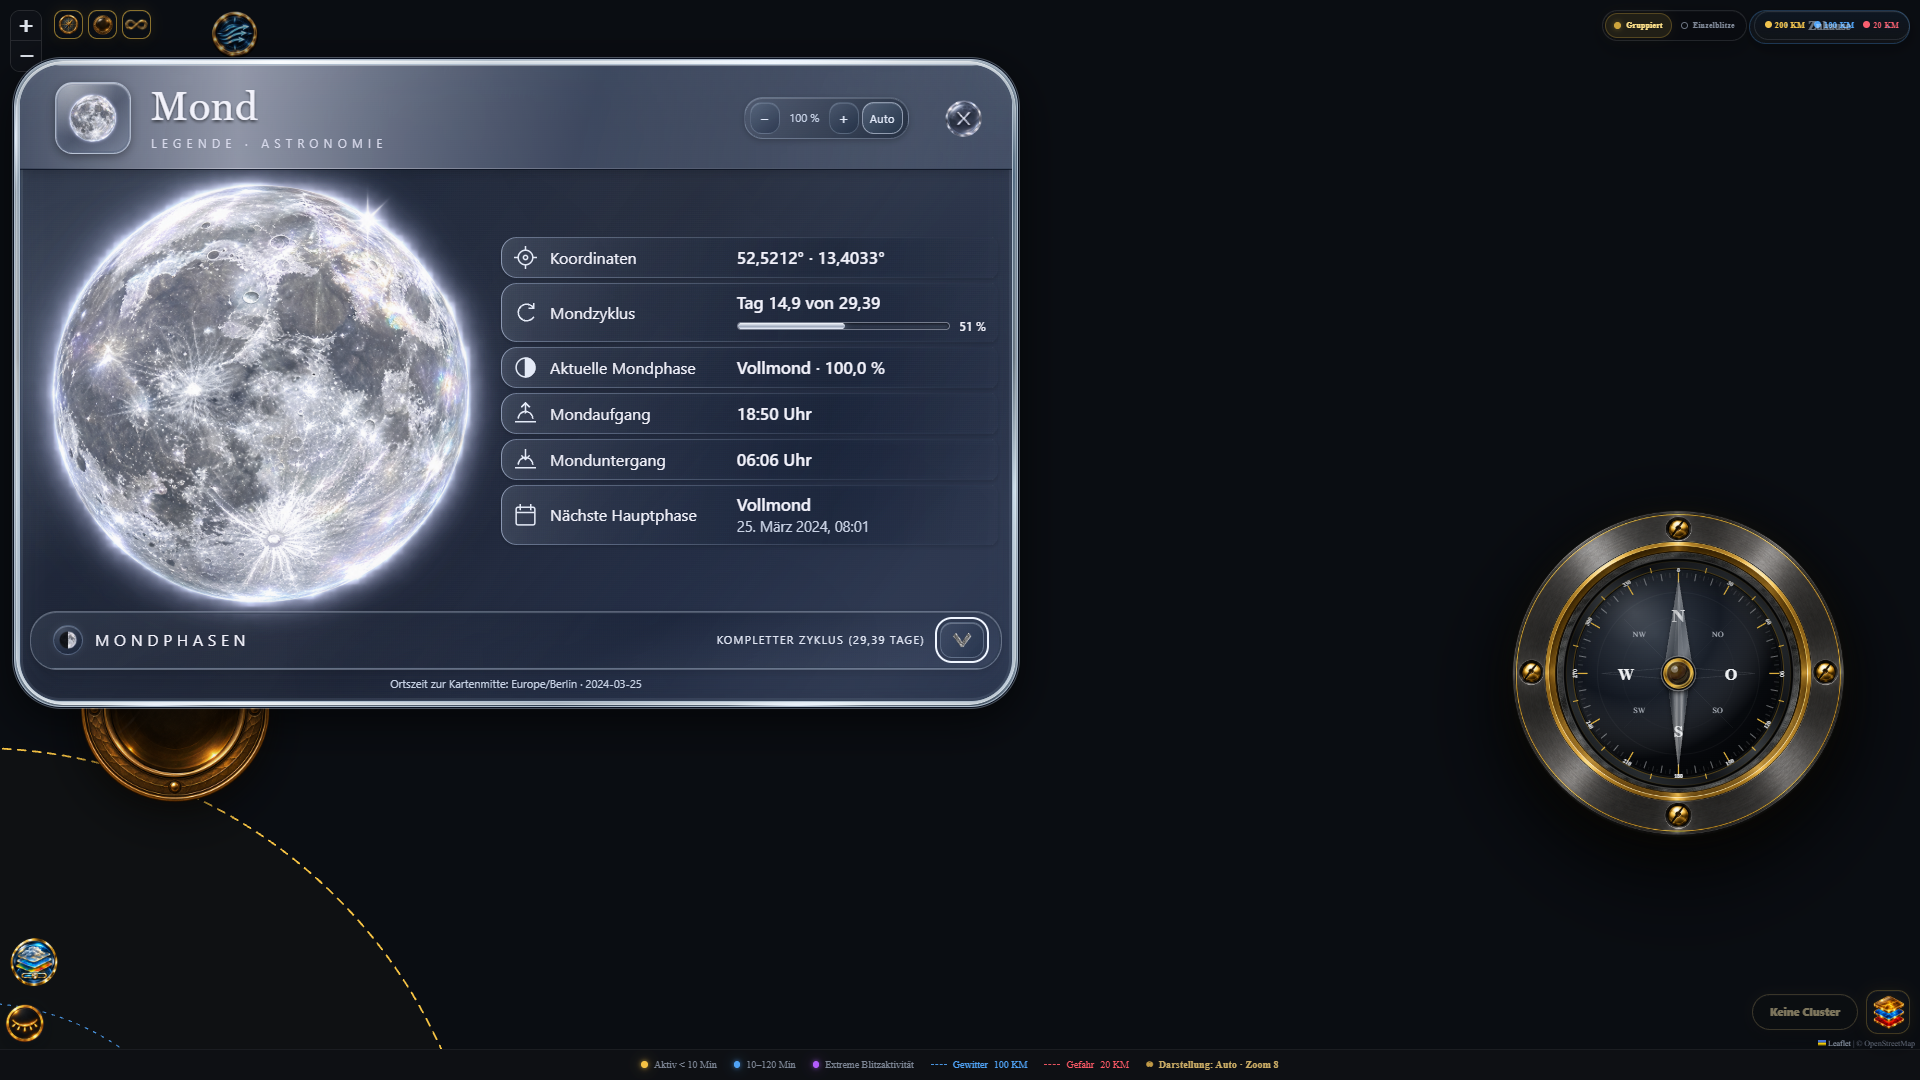 +
−
Gruppiert
Einzelblitze
200 KM
20 KM
Mond
LEGENDE · ASTRONOMIE
− 100 % + Auto
Koordinaten 52,5212° · 13,4033°
Mondzyklus Tag 14,9 von 29,39
51 %
Aktuelle Mondphase Vollmond · 100,0 %
Mondaufgang 18:50 Uhr
Monduntergang 06:06 Uhr
Nächste Hauptphase Vollmond
25. März 2024, 08:01
MONDPHASEN KOMPLETTER ZYKLUS (29,39 TAGE)
Ortszeit zur Kartenmitte: Europe/Berlin · 2024-03-25
N
NW NO
W O
SW SO
S
Keine Cluster
Leaflet | © OpenStreetMap
Aktiv < 10 Min 10–120 Min Extreme Blitzaktivität Gewitter 100 KM Gefahr 20 KM Darstellung: Auto · Zoom 8